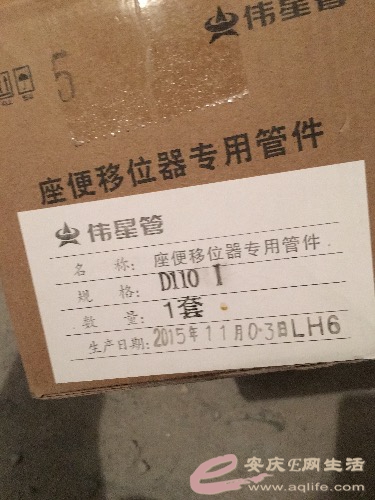 伟星管
5
座便移位器专用管件
伟星管
名 称: 座便移位器专用管件
规 格: D110 I
数 量: 1套
生产日期: 2015年11月03日LH6
安庆E网生活
www.aqlife.com